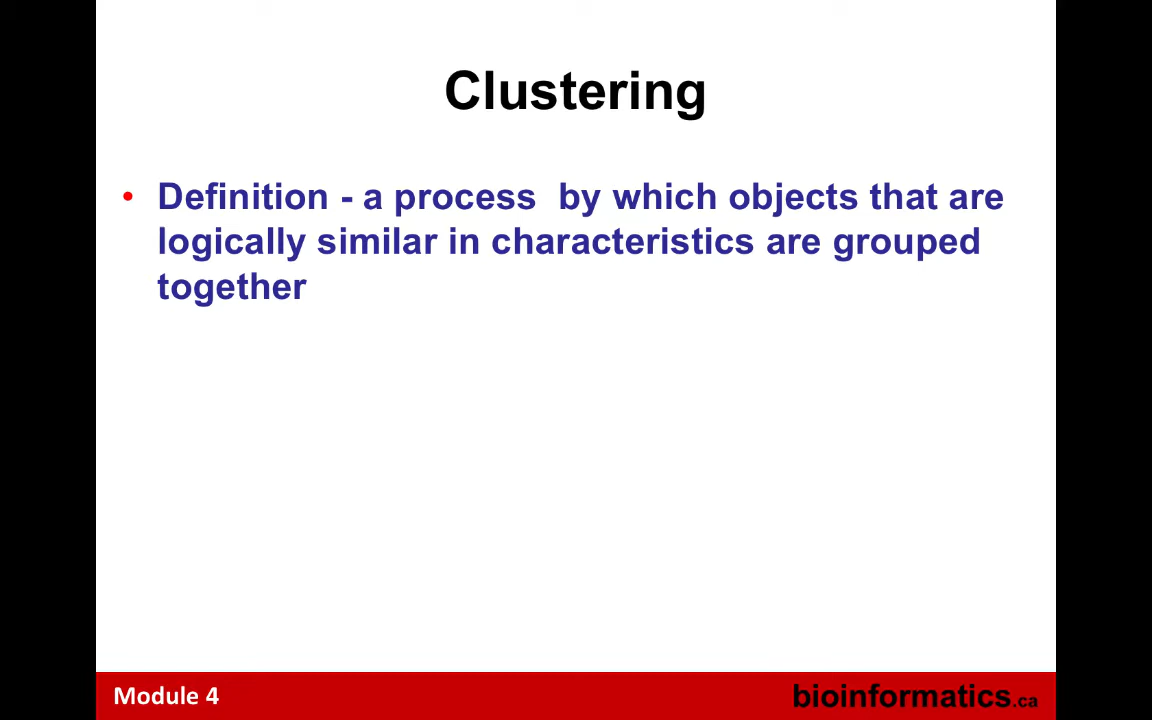 Clustering
• Definition - a process  by which objects that are
logically similar in characteristics are grouped
together
Module 4
bioinformatics.ca